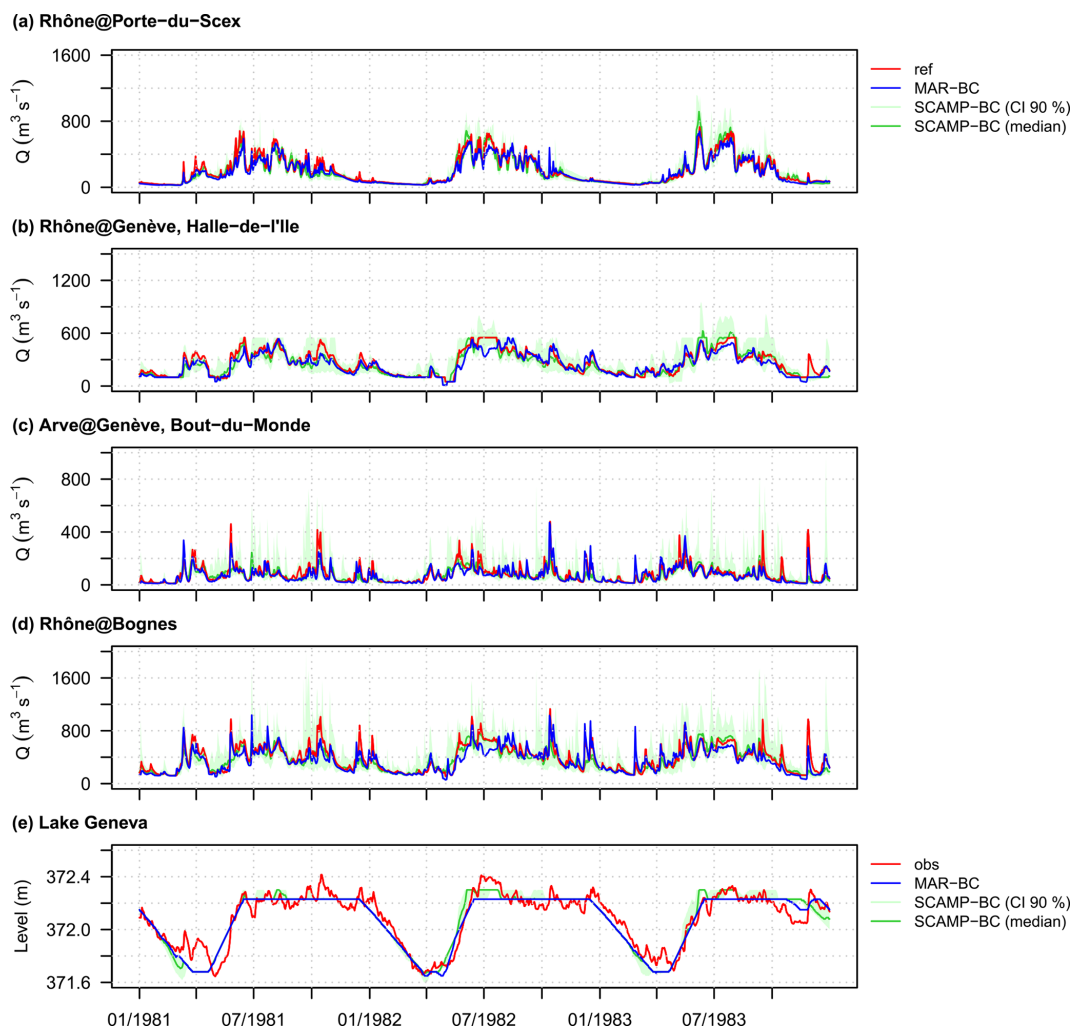 (a) Rhône@Porte−du−Scex
1600
800
0
Q (m³ s⁻¹)
ref
MAR−BC
SCAMP−BC (CI 90 %)
SCAMP−BC (median)
(b) Rhône@Genève, Halle−de−l'Ile
1200
600
0
Q (m³ s⁻¹)
(c) Arve@Genève, Bout−du−Monde
800
400
0
Q (m³ s⁻¹)
(d) Rhône@Bognes
1600
800
0
Q (m³ s⁻¹)
(e) Lake Geneva
372.4
372.0
371.6
Level (m)
obs
MAR−BC
SCAMP−BC (CI 90 %)
SCAMP−BC (median)
01/1981 07/1981 01/1982 07/1982 01/1983 07/1983